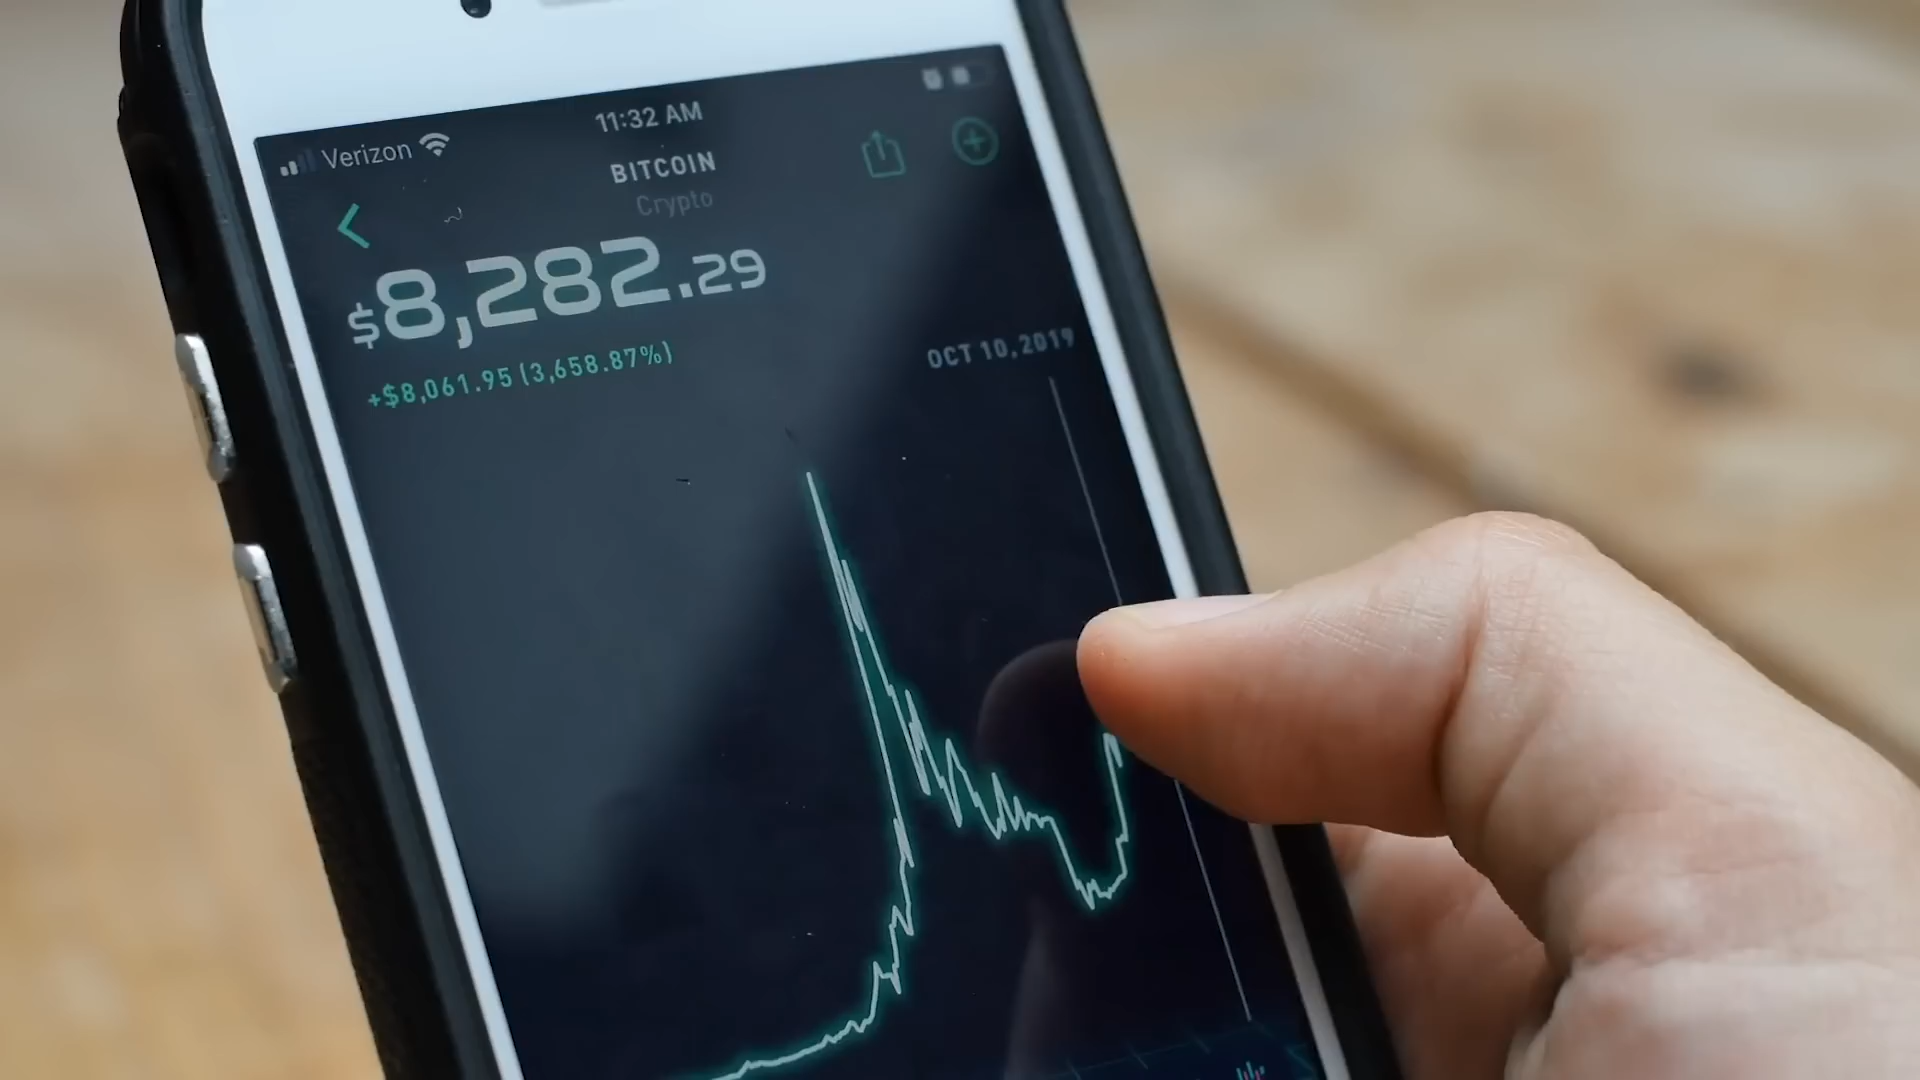 Verizon
11:32 AM
BITCOIN
Crypto
$8,282.29
+$8,061.95 (3,658.87%)
OCT 10, 2019